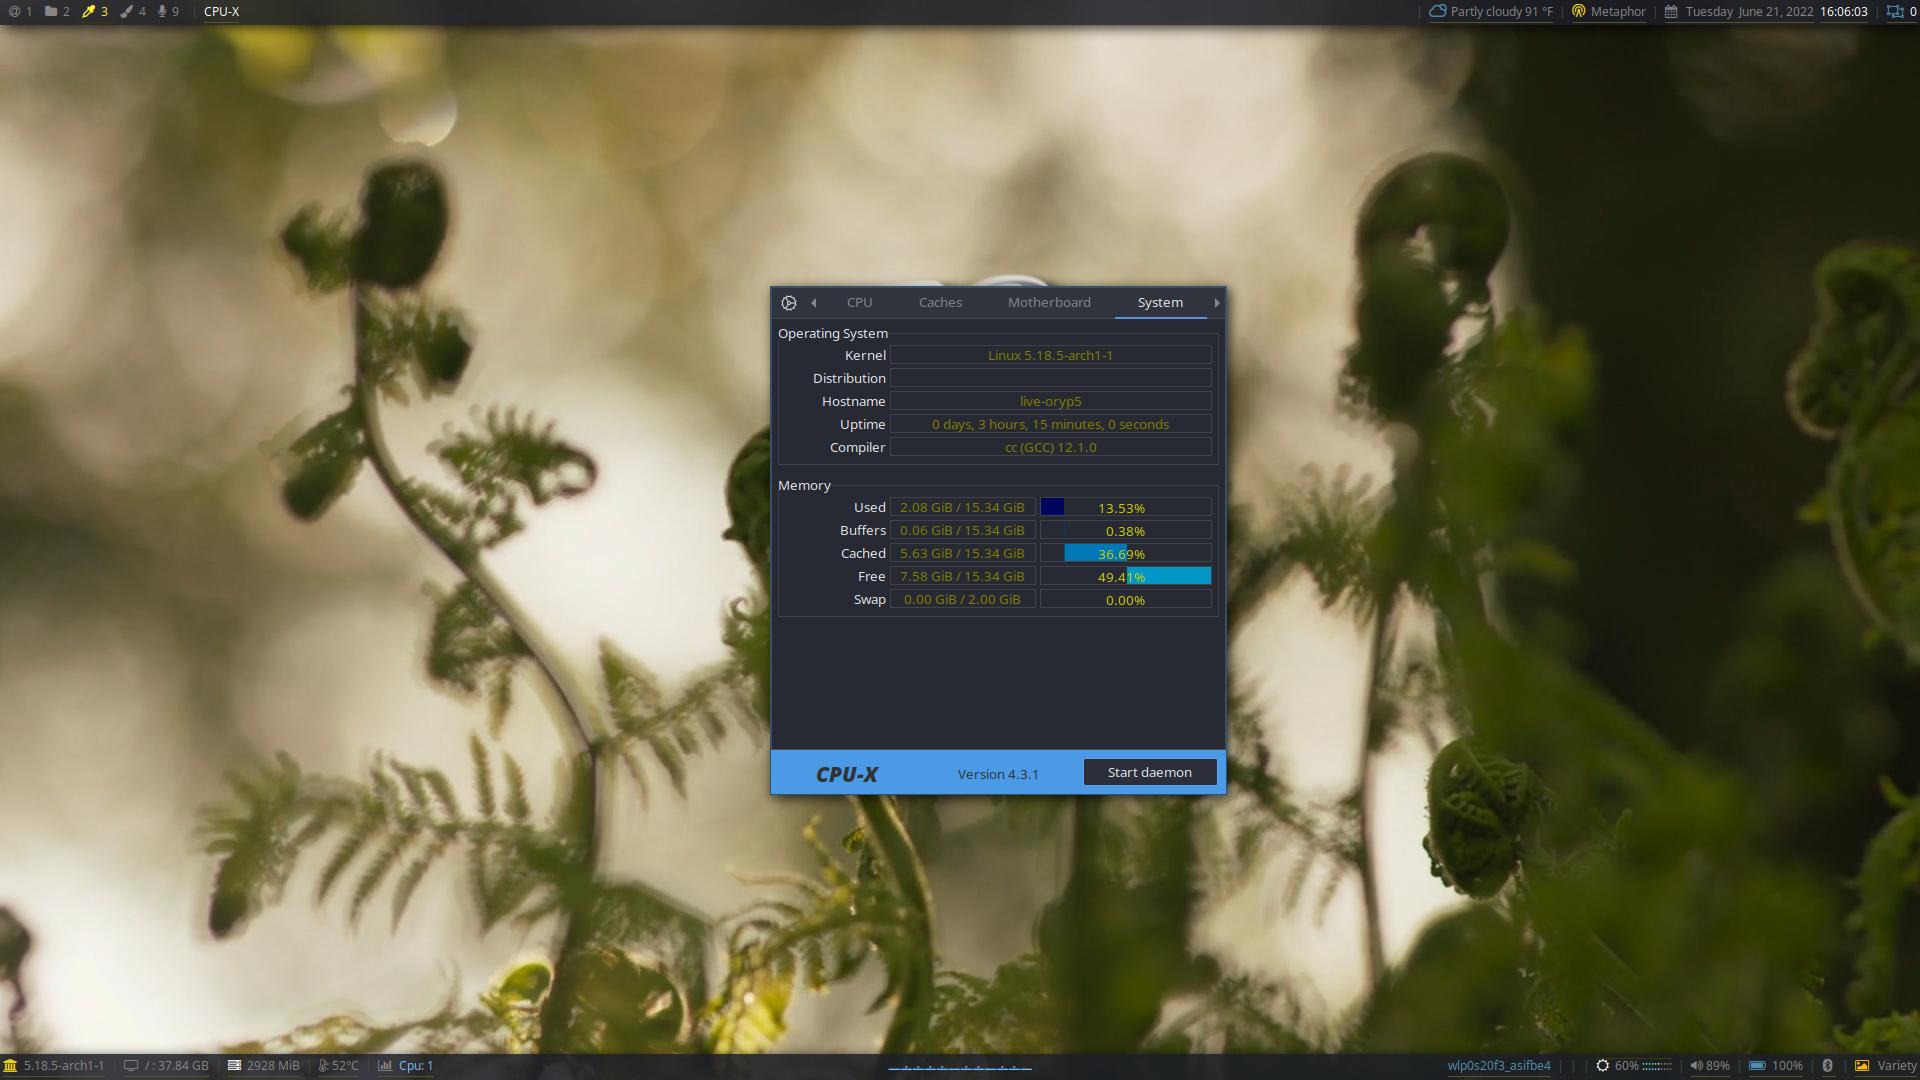 1 2 3 4 9 CPU-X
Partly cloudy 91 °F Metaphor Tuesday June 21, 2022 16:06:03 0
CPU Caches Motherboard System
Operating System
Kernel Linux 5.18.5-arch1-1
Distribution
Hostname live-oryp5
Uptime 0 days, 3 hours, 15 minutes, 0 seconds
Compiler cc (GCC) 12.1.0
Memory
Used 2.08 GiB / 15.34 GiB 13.53%
Buffers 0.06 GiB / 15.34 GiB 0.38%
Cached 5.63 GiB / 15.34 GiB 36.69%
Free 7.58 GiB / 15.34 GiB 49.41%
Swap 0.00 GiB / 2.00 GiB 0.00%
CPU-X Version 4.3.1 Start daemon
5.18.5-arch1-1 / : 37.84 GB 2928 MiB 52°C Cpu: 1
wlp0s20f3_asifbe4 60% 89% 100% Variety